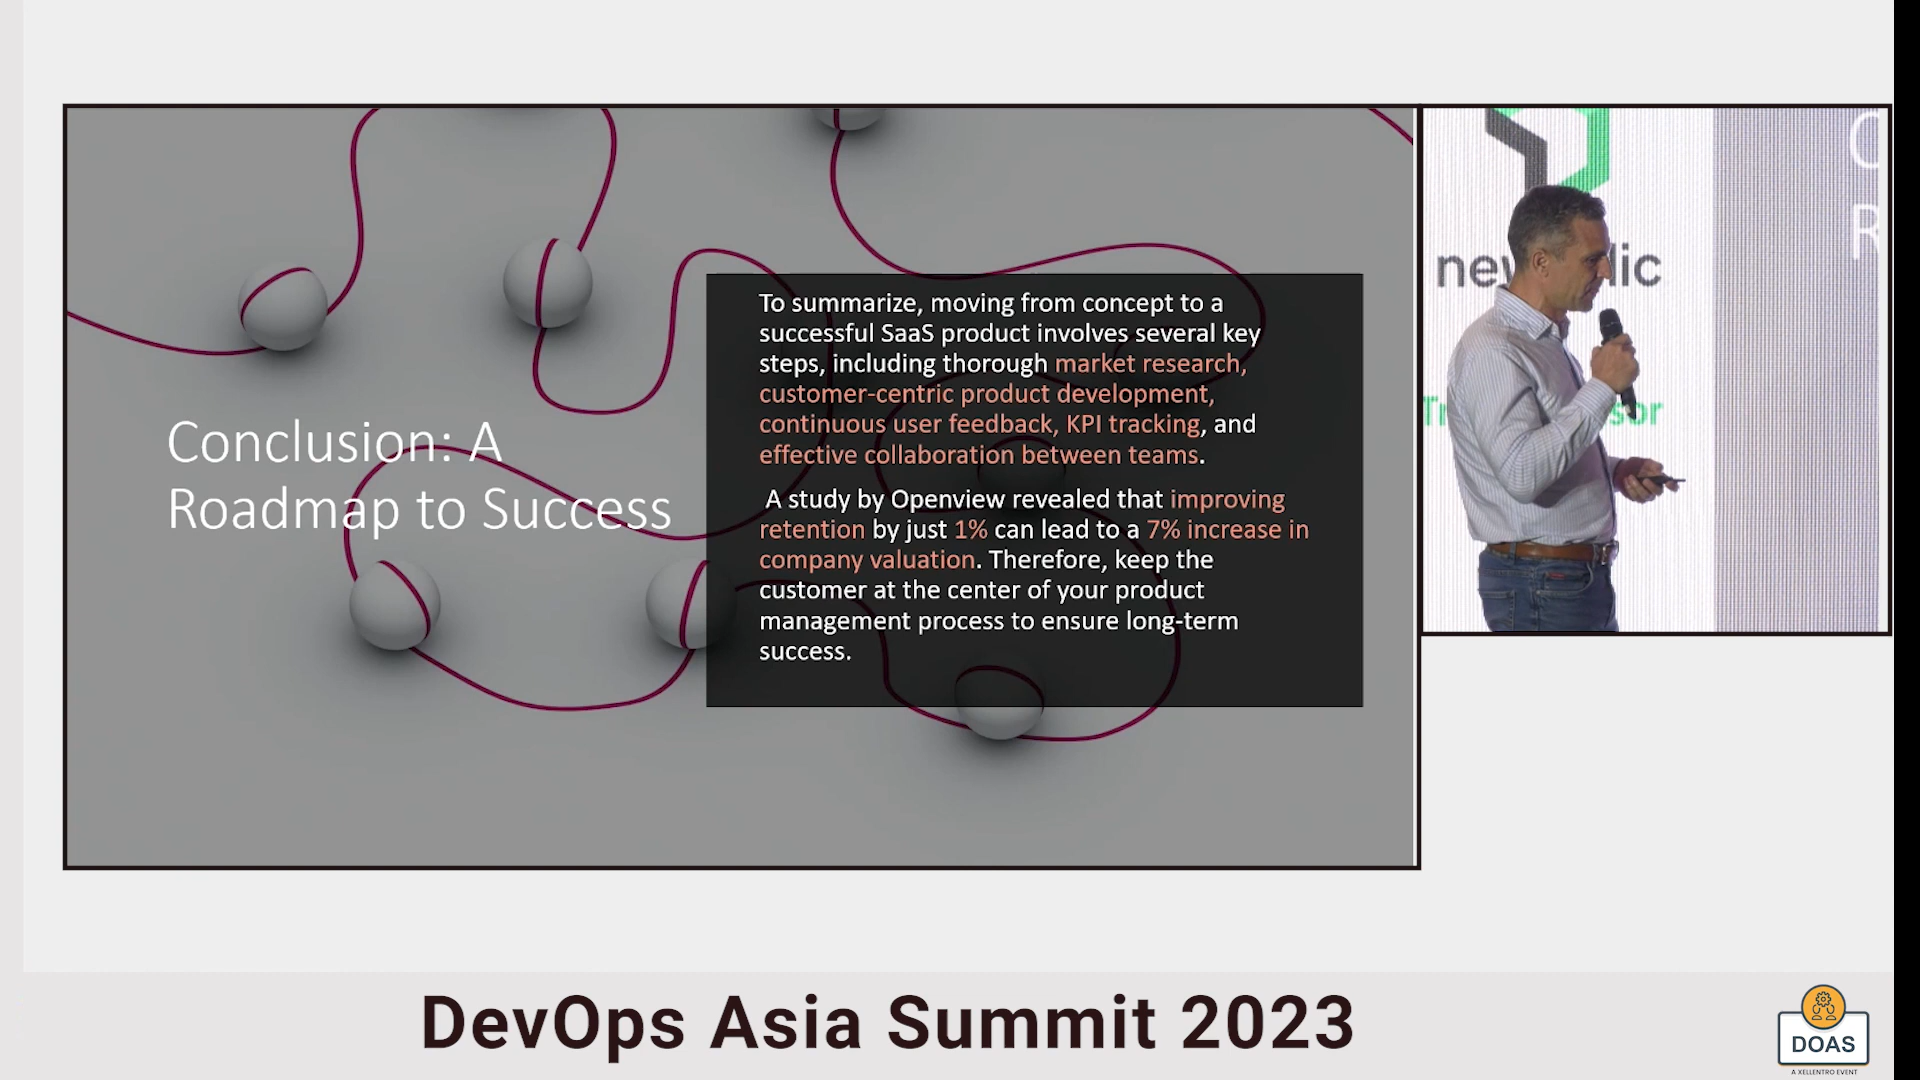 Conclusion: A
Roadmap to Success
To summarize, moving from concept to a
successful SaaS product involves several key
steps, including thorough market research,
customer-centric product development,
continuous user feedback, KPI tracking, and
effective collaboration between teams.
A study by Openview revealed that improving
retention by just 1% can lead to a 7% increase in
company valuation. Therefore, keep the
customer at the center of your product
management process to ensure long-term
success.
DevOps Asia Summit 2023
DOAS
A XELLENTRO EVENT